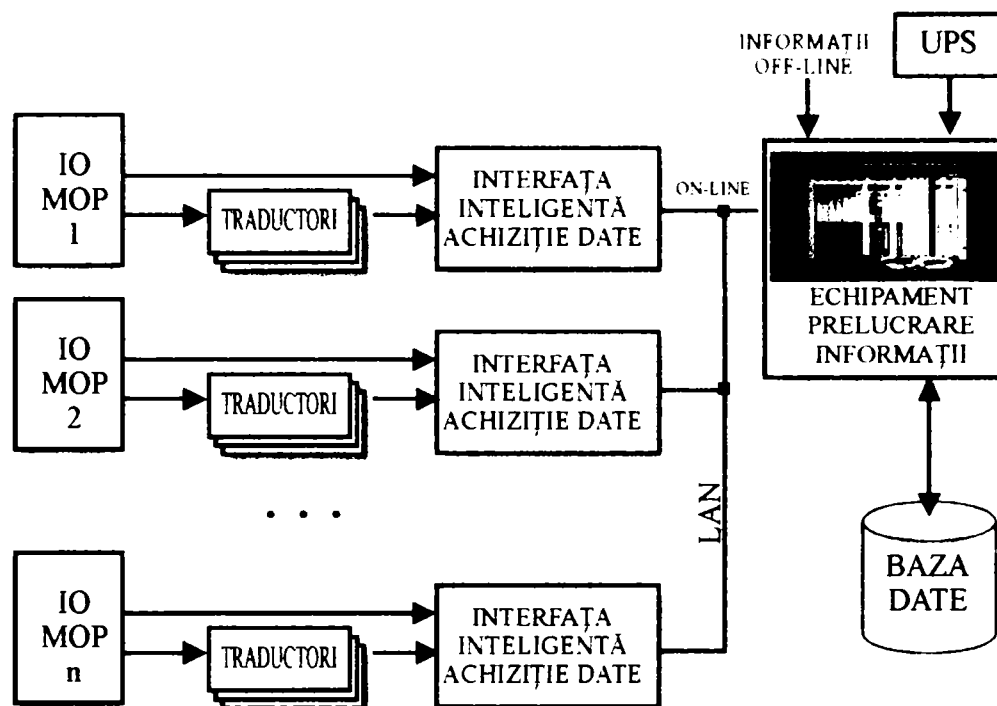 INFORMAȚII
OFF-LINE
UPS
IO
MOP
1
TRADUCTORI
INTERFAȚA
INTELIGENTĂ
ACHIZIȚIE DATE
ON-LINE
ECHIPAMENT
PRELUCRARE
INFORMAȚII
IO
MOP
2
TRADUCTORI
INTERFAȚA
INTELIGENTĂ
ACHIZIȚIE DATE
. . .
LAN
BAZA
DATE
IO
MOP
n
TRADUCTORI
INTERFAȚA
INTELIGENTĂ
ACHIZIȚIE DATE